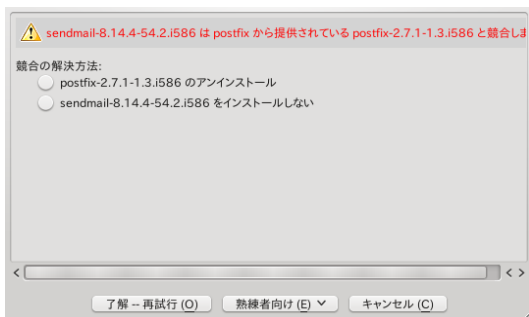 sendmail-8.14.4-54.2.i586 は postfix から提供されている postfix-2.7.1-1.3.i586 と競合しま
競合の解決方法:
postfix-2.7.1-1.3.i586 のアンインストール
sendmail-8.14.4-54.2.i586 をインストールしない
了解 -- 再試行 (O) 熟練者向け (E) キャンセル (C)